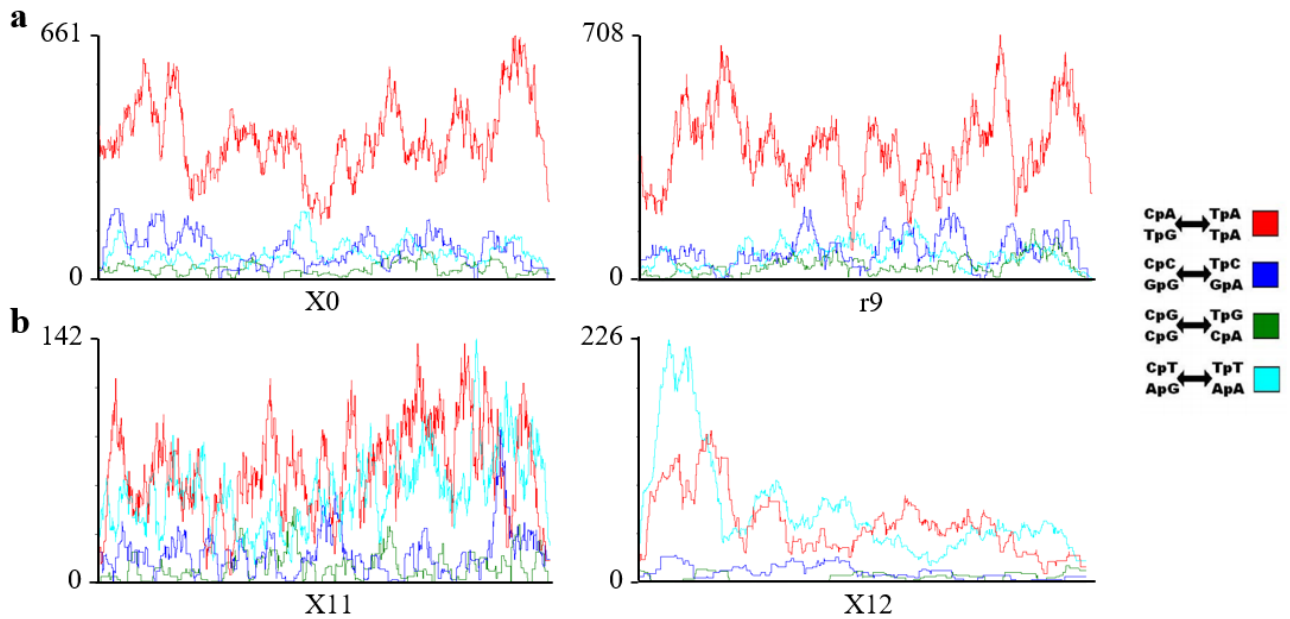 a
661
0
X0
708
0
r9
b
142
0
X11
226
0
X12
CpA TpA
TpG TpA
CpC TpC
GpG GpA
CpG TpG
CpG CpA
CpT TpT
ApG ApA